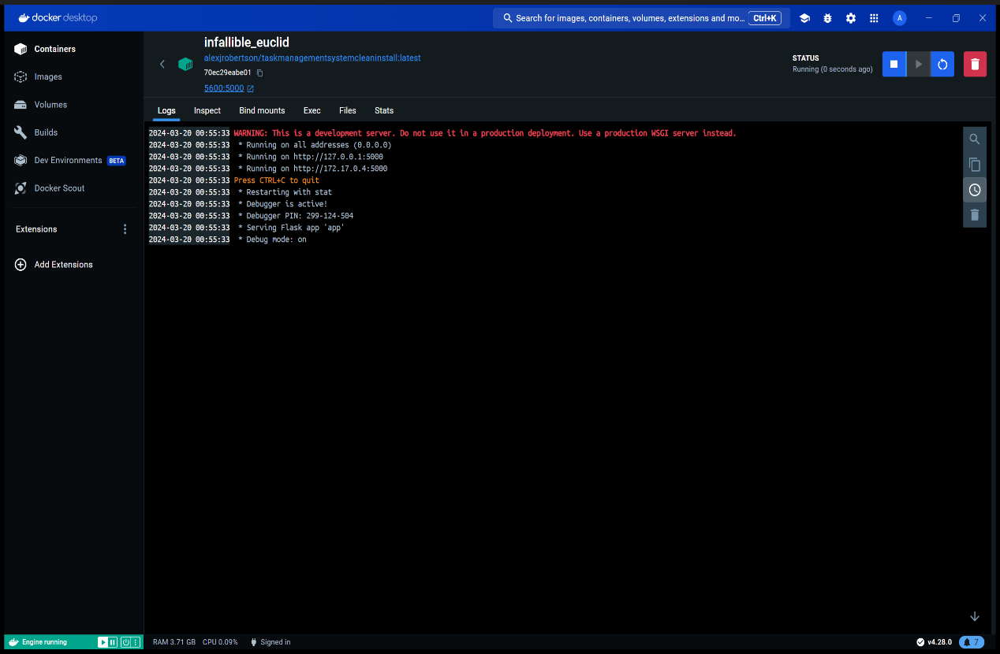 docker desktop
Search for images, containers, volumes, extensions and mo... Ctrl+K
A
Containers
Images
Volumes
Builds
Dev Environments BETA
Docker Scout
Extensions
Add Extensions
infallible_euclid
alexjrobertson/taskmanagementsystemcleaninstall:latest
70ec29eabe01
5600:5000
STATUS
Running (0 seconds ago)
Logs Inspect Bind mounts Exec Files Stats
2024-03-20 00:55:33 WARNING: This is a development server. Do not use it in a production deployment. Use a production WSGI server instead.
2024-03-20 00:55:33 * Running on all addresses (0.0.0.0)
2024-03-20 00:55:33 * Running on http://127.0.0.1:5000
2024-03-20 00:55:33 * Running on http://172.17.0.4:5000
2024-03-20 00:55:33 Press CTRL+C to quit
2024-03-20 00:55:33 * Restarting with stat
2024-03-20 00:55:33 * Debugger is active!
2024-03-20 00:55:33 * Debugger PIN: 299-124-504
2024-03-20 00:55:33 * Serving Flask app 'app'
2024-03-20 00:55:33 * Debug mode: on
Engine running
RAM 3.71 GB CPU 0.09% Signed in
v4.28.0 7